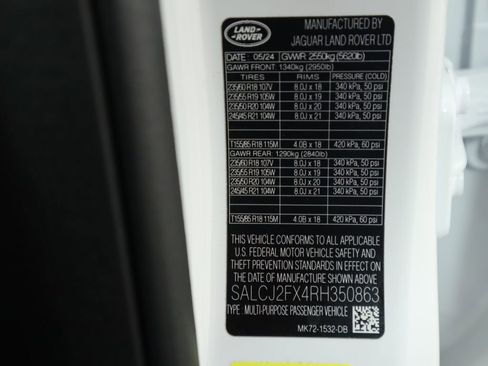 LAND-
ROVER
MANUFACTURED BY
JAGUAR LAND ROVER LTD
DATE : 05/24 GVWR 2550kg (5620lb)
GAWR FRONT: 1340kg (2950lb)
TIRES RIMS PRESSURE (COLD)
235/60 R18 107V 8.0J x 18 340 kPa, 50 psi
235/55 R19 105W 8.0J x 19 340 kPa, 50 psi
235/50 R20 104W 8.0J x 20 340 kPa, 50 psi
245/45 R21 104W 8.0J x 21 340 kPa, 50 psi
T155/85 R18 115M 4.0B x 18 420 kPa, 60 psi
GAWR REAR: 1290kg (2840lb)
235/60 R18 107V 8.0J x 18 340 kPa, 50 psi
235/55 R19 105W 8.0J x 19 340 kPa, 50 psi
235/50 R20 104W 8.0J x 20 340 kPa, 50 psi
245/45 R21 104W 8.0J x 21 340 kPa, 50 psi
T155/85 R18 115M 4.0B x 18 420 kPa, 60 psi
THIS VEHICLE CONFORMS TO ALL APPLICABLE
U.S. FEDERAL MOTOR VEHICLE SAFETY AND
THEFT PREVENTION STANDARDS IN EFFECT ON
THE DATE OF MANUFACTURE SHOWN ABOVE
SALCJ2FX4RH350863
TYPE : MULTI-PURPOSE PASSENGER VEHICLE
MK72-1532-DB